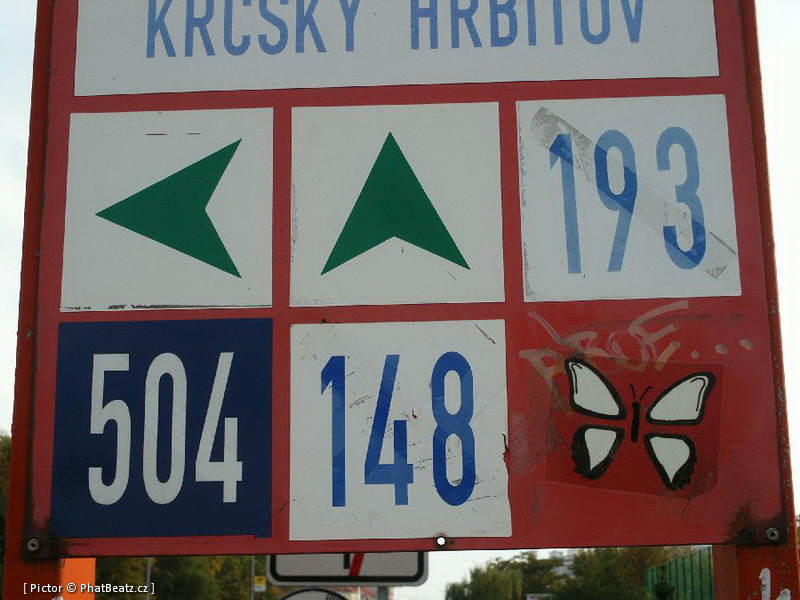 KRČSKÝ HŘBITOV
193
504 148
[ Pictor © PhatBeatz.cz ]